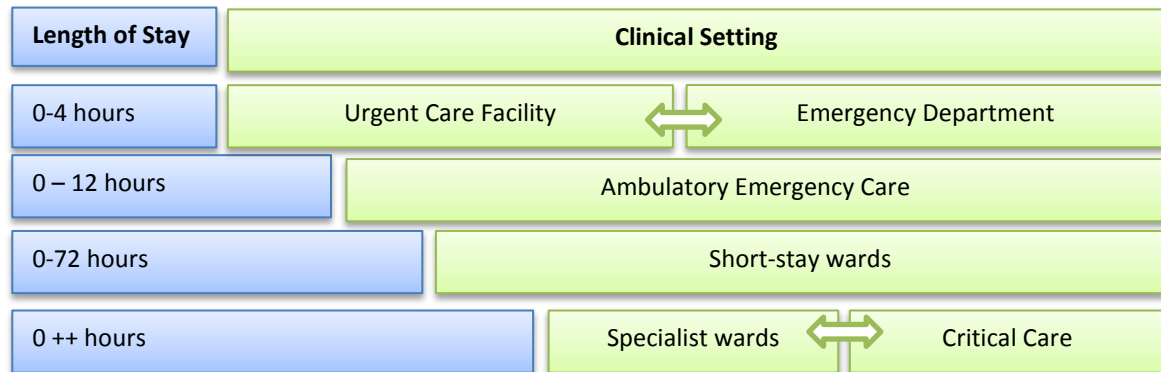 Length of Stay
Clinical Setting
0-4 hours
Urgent Care Facility
Emergency Department
0 – 12 hours
Ambulatory Emergency Care
0-72 hours
Short-stay wards
0 ++ hours
Specialist wards
Critical Care